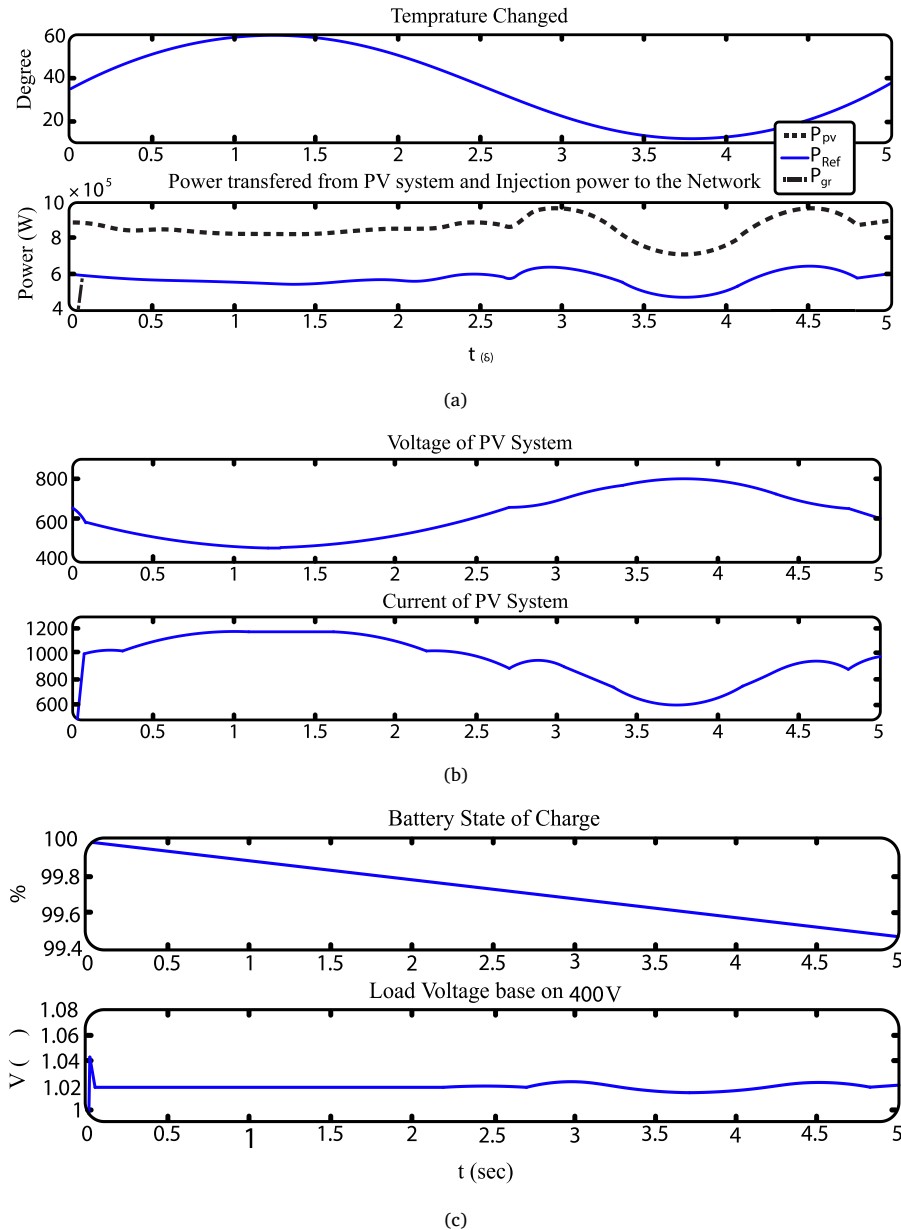 Temprature Changed
Degree
60
40
20
0 0.5 1 1.5 2 2.5 3 3.5 4 4.5 5
P pv
P Ref
P gr
Power transfered from PV system and Injection power to the Network
× 10⁵
Power (W)
10
8
6
4
0 0.5 1 1.5 2 2.5 3 3.5 4 4.5 5
t (δ)
(a)
Voltage of PV System
800
600
400
0 0.5 1 1.5 2 2.5 3 3.5 4 4.5 5
Current of PV System
1200
1000
800
600
0 0.5 1 1.5 2 2.5 3 3.5 4 4.5 5
(b)
Battery State of Charge
%
100
99.8
99.6
99.4
0 0.5 1 1.5 2 2.5 3 3.5 4 4.5 5
Load Voltage base on 400V
V ( )
1.08
1.06
1.04
1.02
1
0 0.5 1 1.5 2 2.5 3 3.5 4 4.5 5
t (sec)
(c)